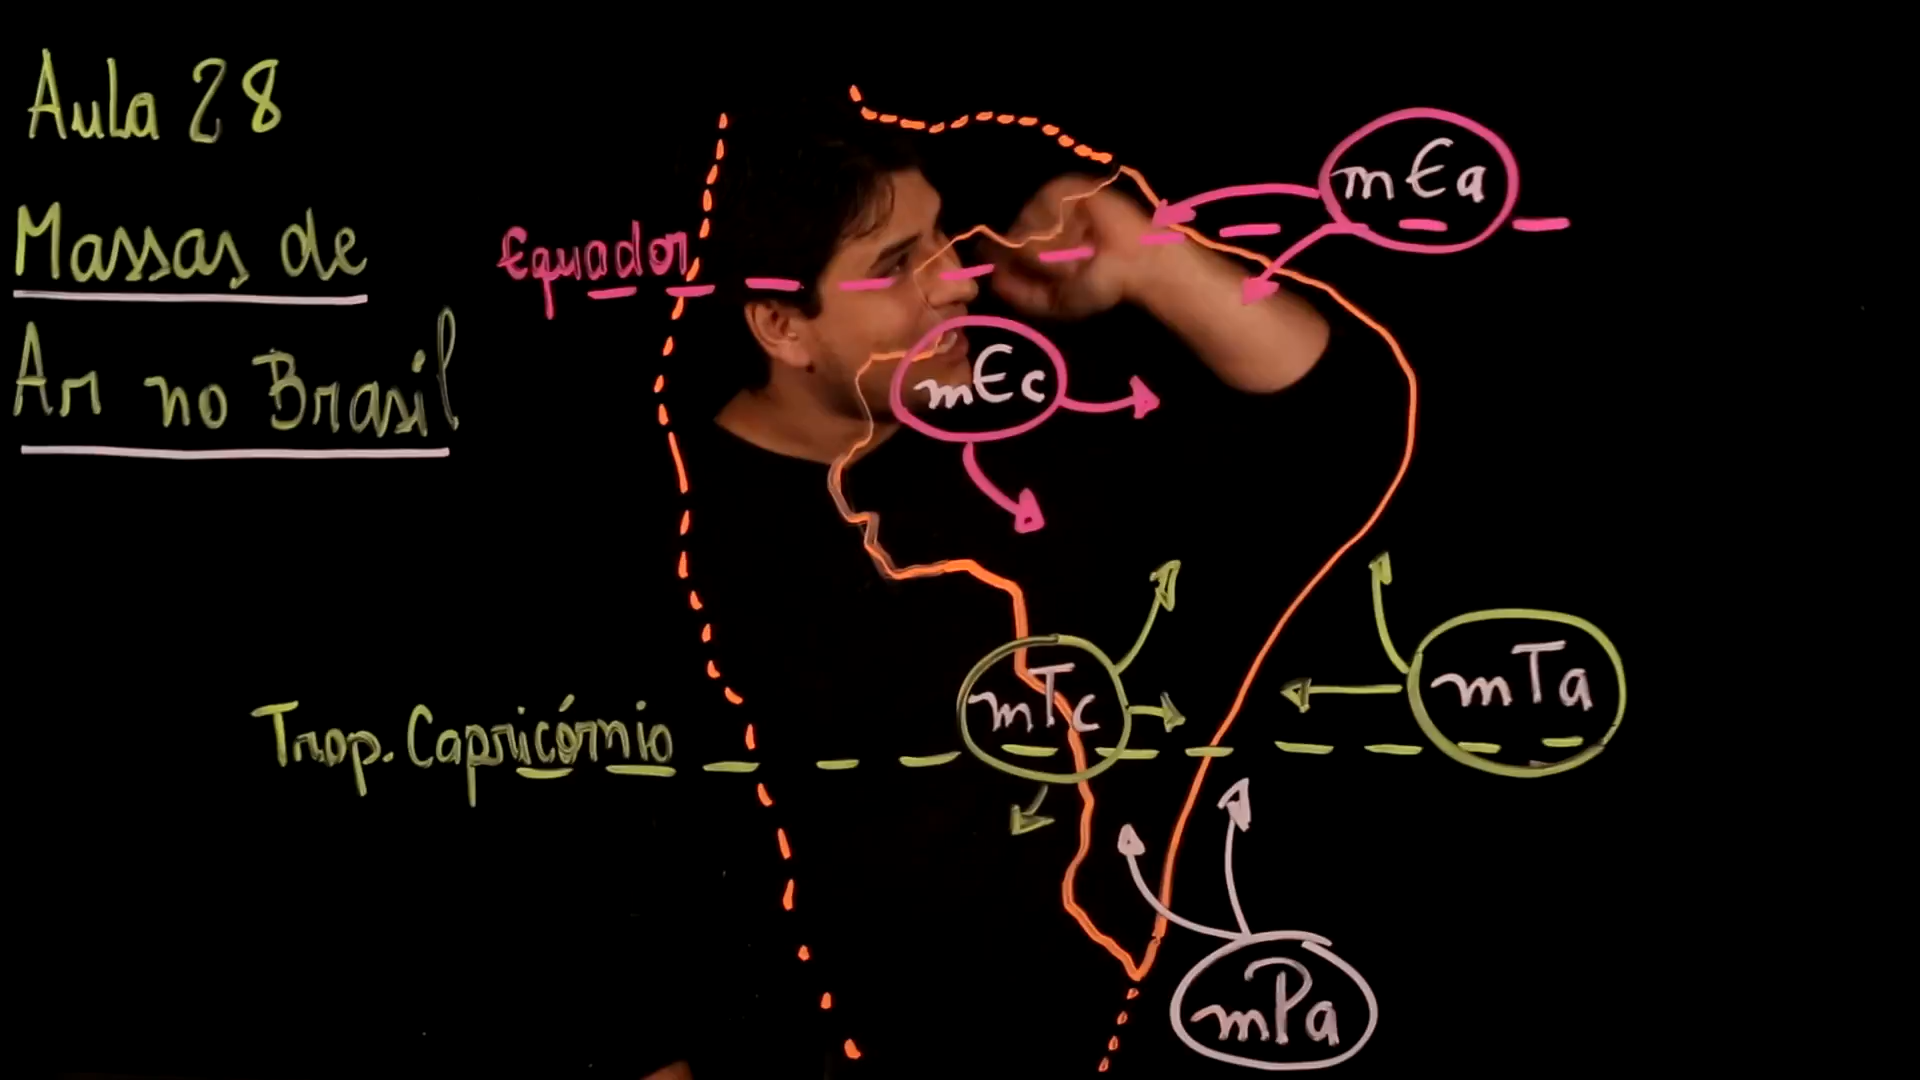 Aula 28
Massas de
Ar no Brasil
mEa
Equador
mEc
mTc
mTa
Trop. Capricórnio
mPa